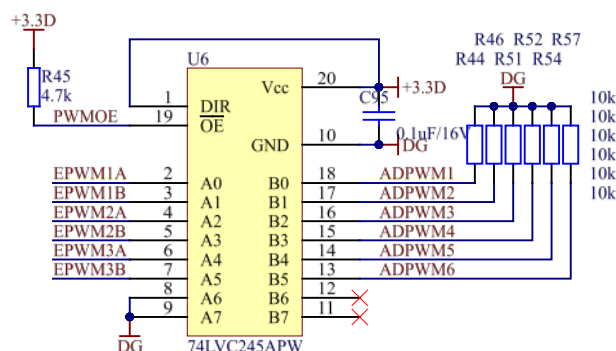 +3.3D
R46 R52 R57
R44 R51 R54
DG
U6
R45
4.7k
PWMOE
1
19
DIR
OE
Vcc
20
+3.3D
C95
0.1uF/16V
GND
10
DG
10k
10k
10k
10k
10k
10k
EPWM1A 2 A0 B0 18 ADPWM1
EPWM1B 3 A1 B1 17 ADPWM2
EPWM2A 4 A2 B2 16 ADPWM3
EPWM2B 5 A3 B3 15 ADPWM4
EPWM3A 6 A4 B4 14 ADPWM5
EPWM3B 7 A5 B5 13 ADPWM6
8 A6 B6 12
9 A7 B7 11
DG
74LVC245APW